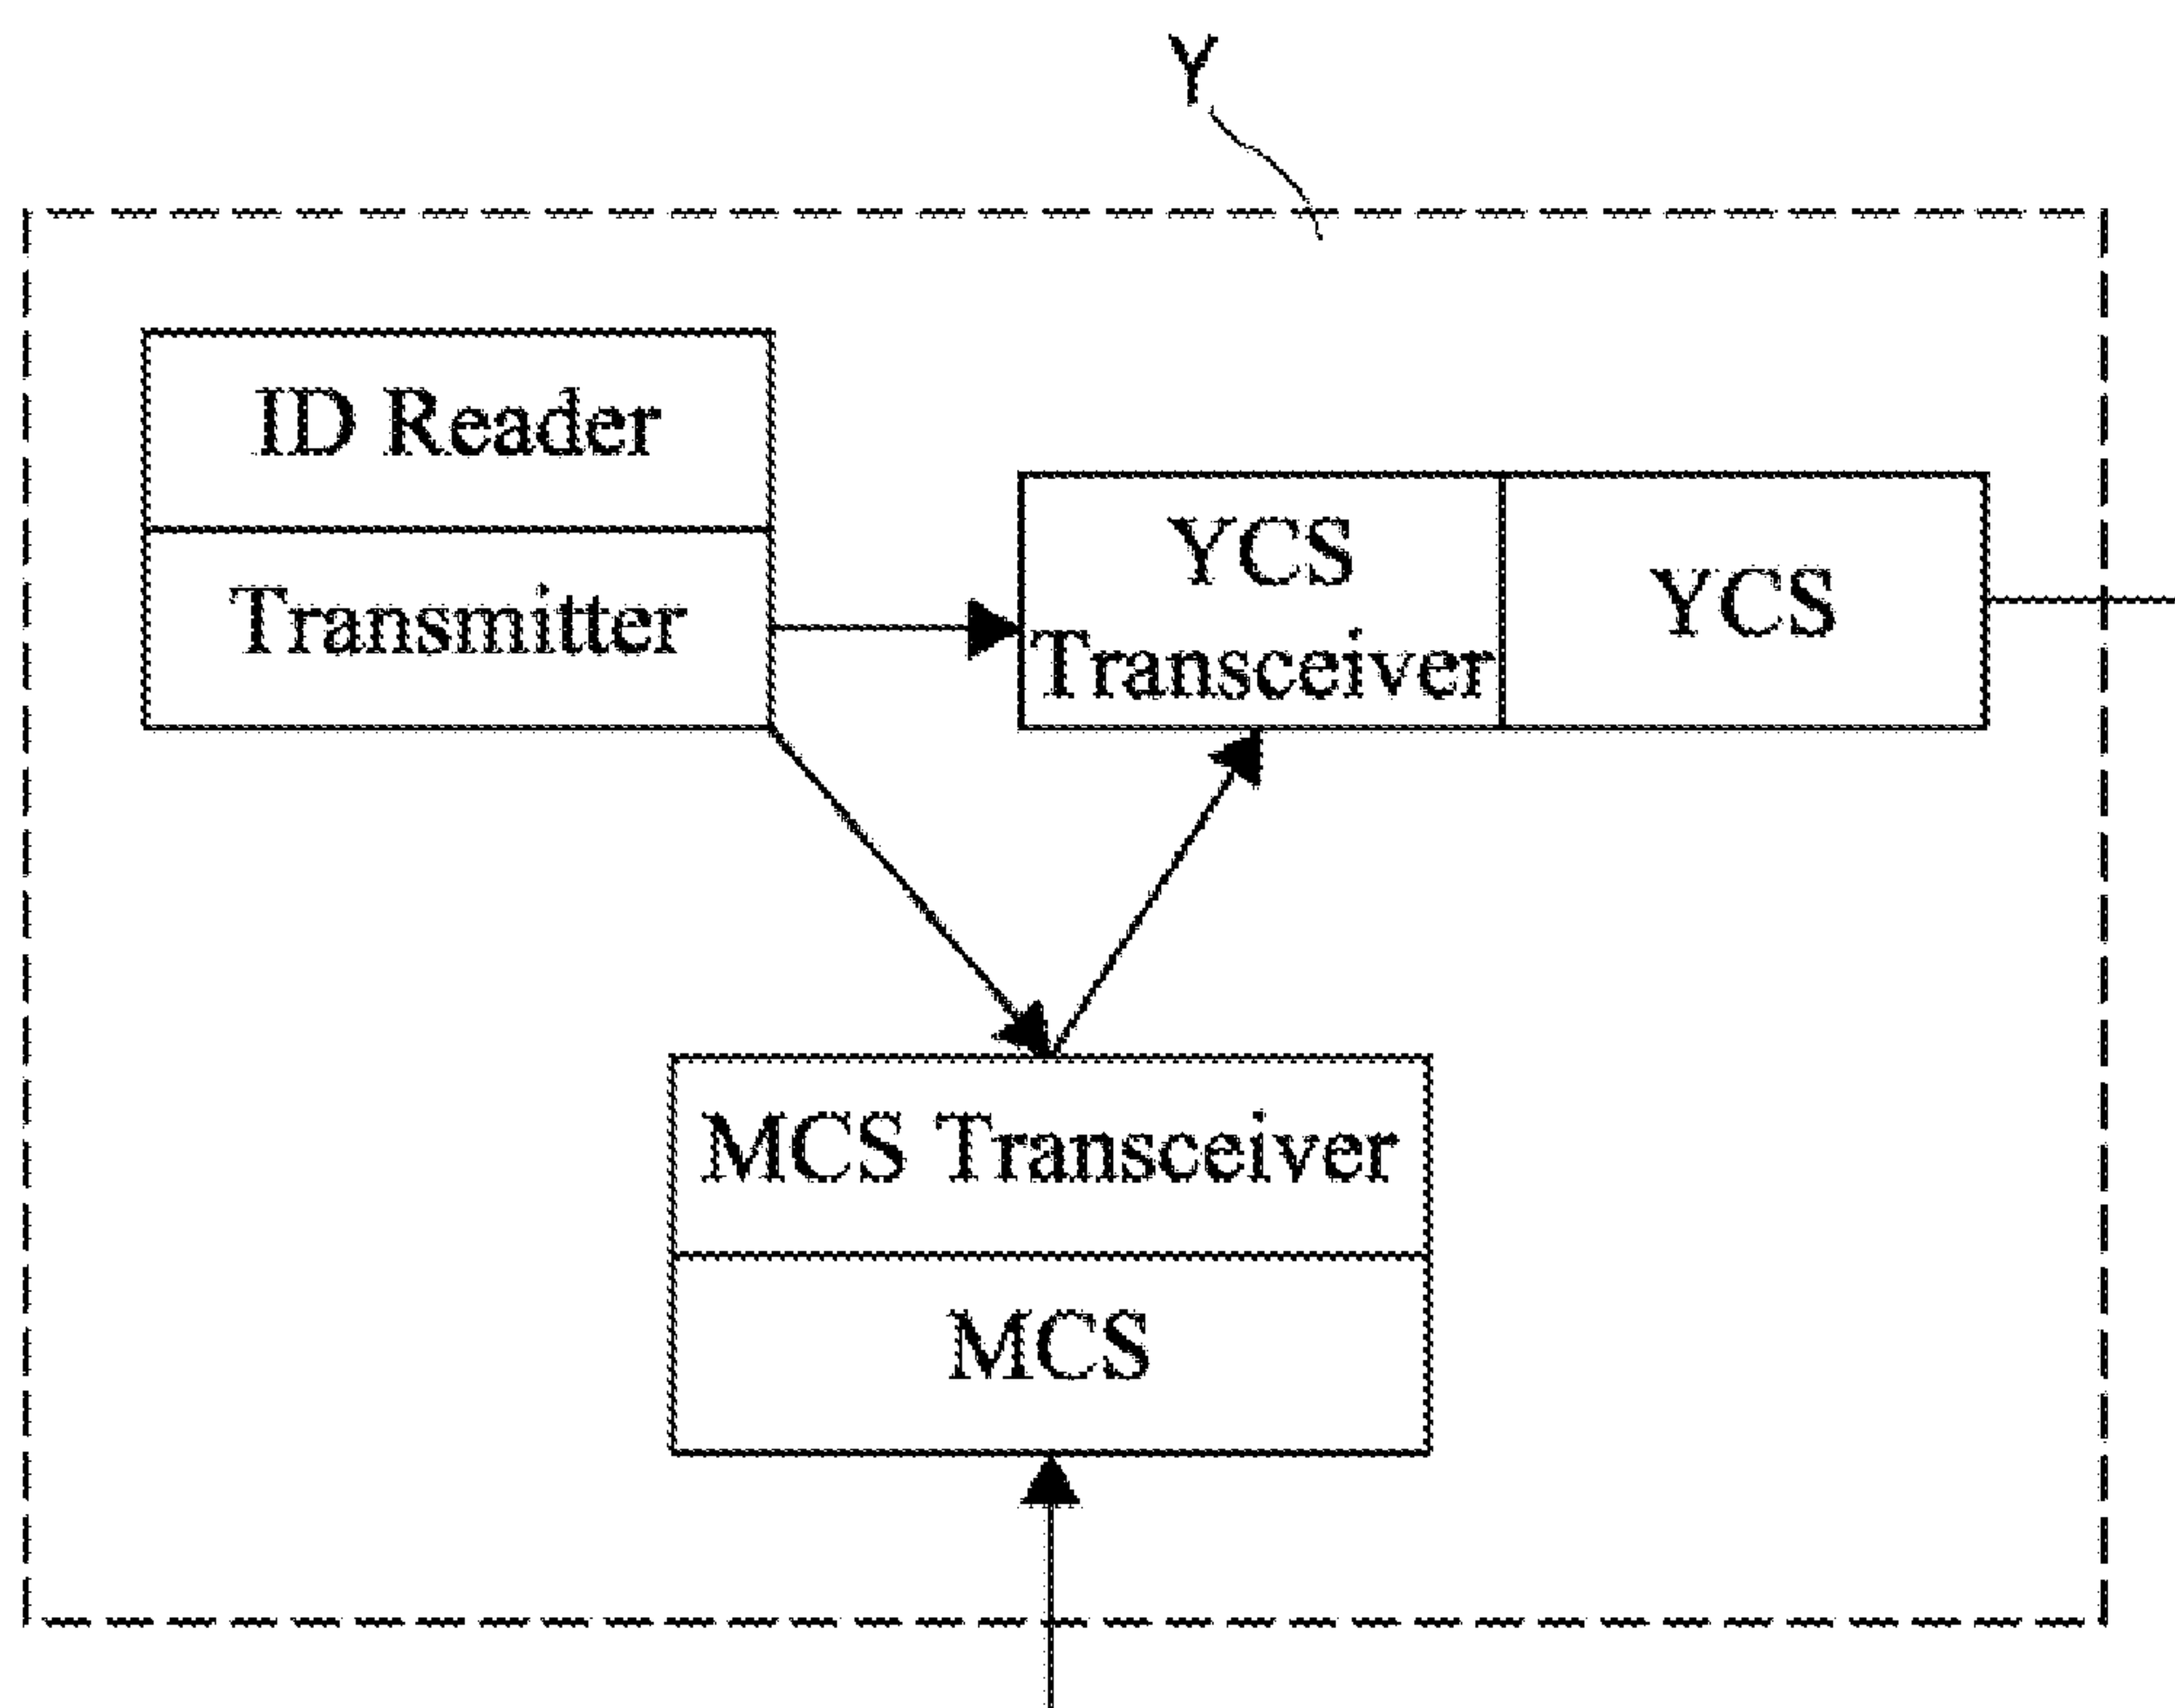 Y
ID Reader
Transmitter
YCS
Transceiver
YCS
MCS Transceiver
MCS